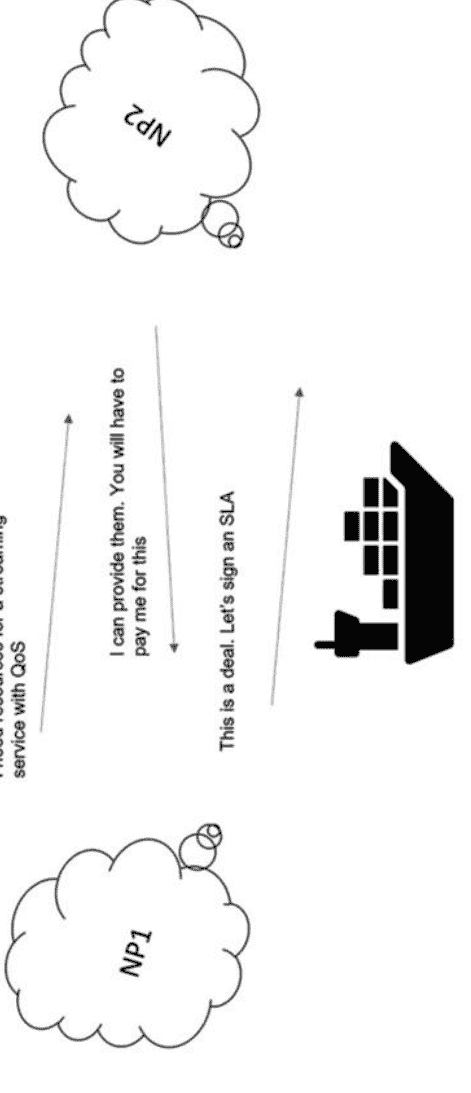 service with QoS
I can provide them. You will have to
pay me for this
This is a deal. Let's sign an SLA
NP1
NP2